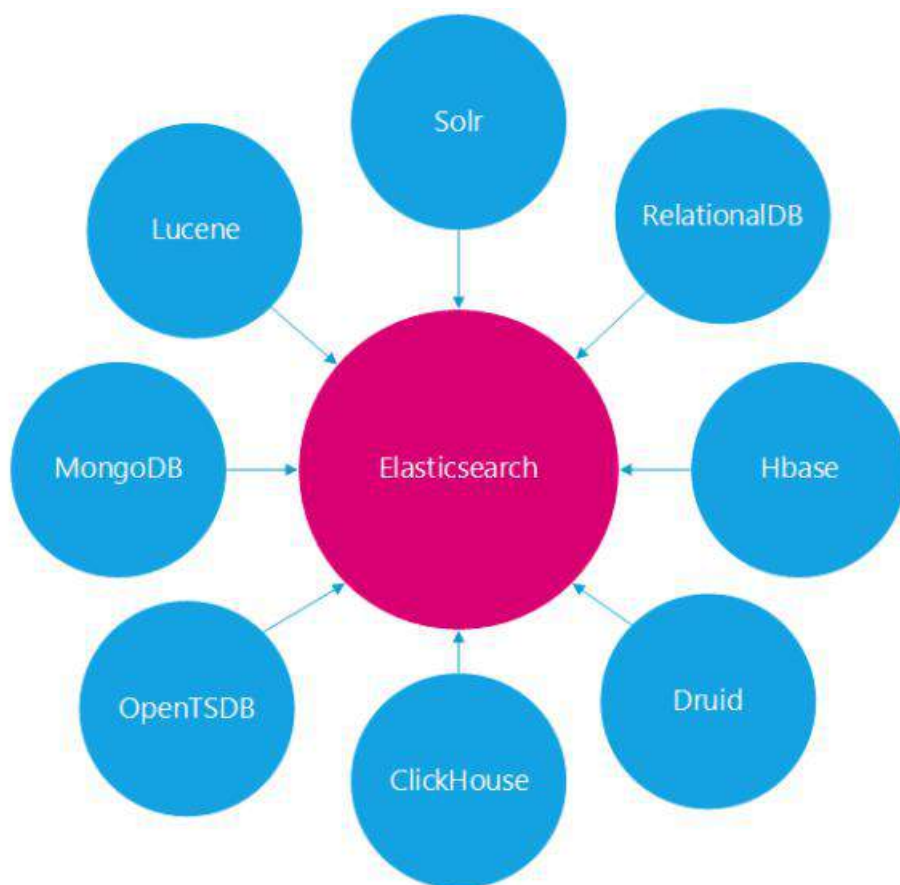 Solr
Lucene
RelationalDB
MongoDB
Elasticsearch
Hbase
OpenTSDB
Druid
ClickHouse